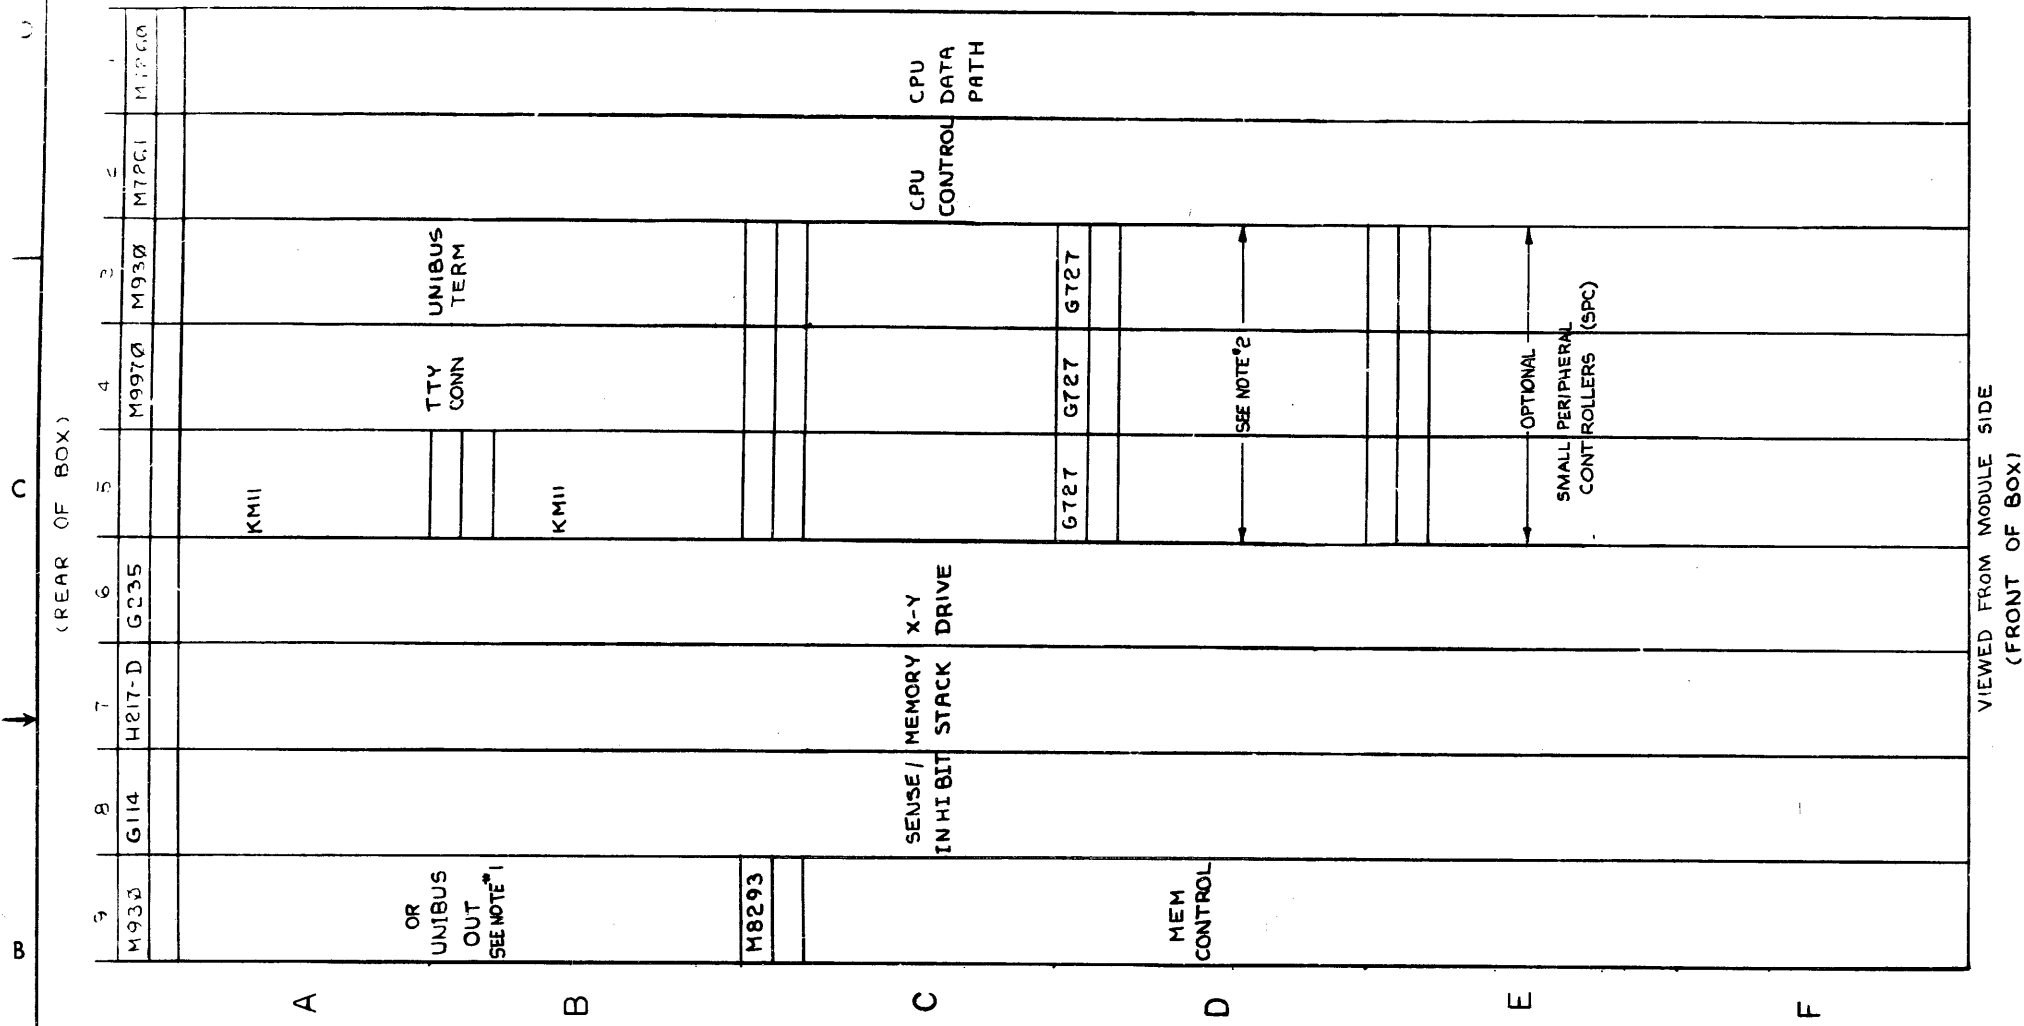 C
B
(REAR OF BOX)
1
2
3
4
5
6
7
8
9
M7260
M7261
M930
M9970
G235
H217-D
G114
M930
CPU
DATA
PATH
CPU
CONTROL
UNIBUS
TERM
TTY
CONN
KM11
KM11
G727
G727
G727
SEE NOTE #2
OPTIONAL
SMALL PERIPHERAL
CONTROLLERS (SPC)
X-Y
DRIVE
MEMORY
STACK
SENSE /
INHIBIT
OR
UNIBUS
OUT
SEE NOTE #1
M8293
MEM
CONTROL
A
B
C
D
E
F
VIEWED FROM MODULE SIDE
(FRONT OF BOX)